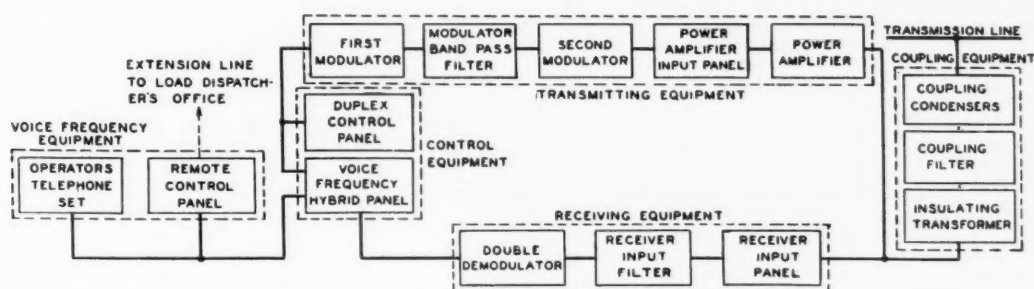 FIRST
MODULATOR
MODULATOR
BAND PASS
FILTER
SECOND
MODULATOR
POWER
AMPLIFIER
INPUT PANEL
POWER
AMPLIFIER
TRANSMITTING EQUIPMENT
TRANSMISSION LINE
COUPLING EQUIPMENT
COUPLING
CONDENSERS
COUPLING
FILTER
INSULATING
TRANSFORMER
EXTENSION LINE
TO LOAD DISPATCH-
ER'S OFFICE
DUPLEX
CONTROL
PANEL
VOICE
FREQUENCY
HYBRID PANEL
CONTROL
EQUIPMENT
VOICE FREQUENCY
EQUIPMENT
OPERATORS
TELEPHONE
SET
REMOTE
CONTROL
PANEL
RECEIVING EQUIPMENT
DOUBLE
DEMODULATOR
RECEIVER
INPUT
FILTER
RECEIVER
INPUT
PANEL